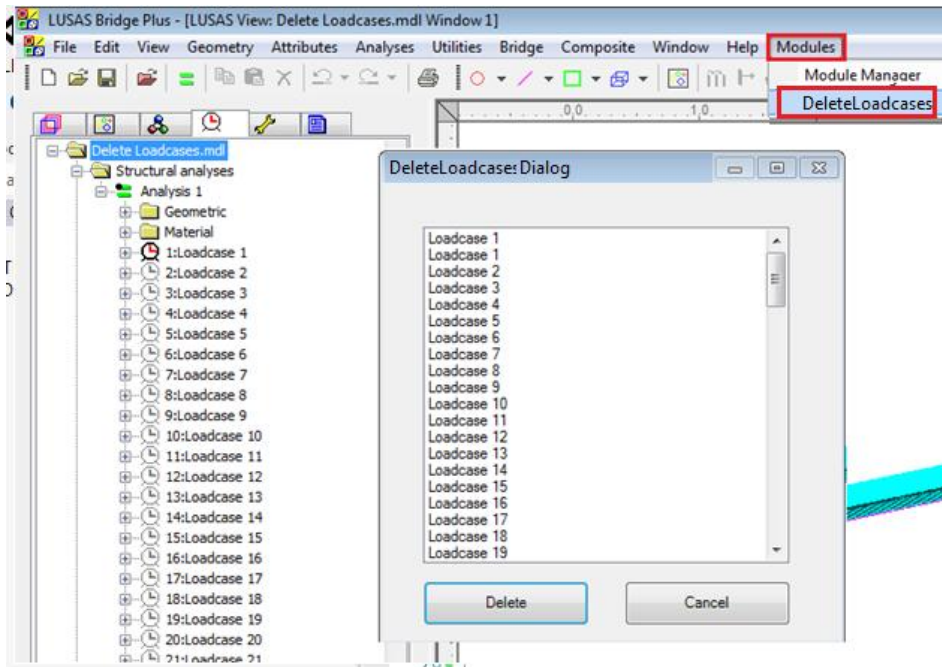 LUSAS Bridge Plus - [LUSAS View: Delete Loadcases.mdl Window 1]
File Edit View Geometry Attributes Analyses Utilities Bridge Composite Window Help Modules
Module Manager
DeleteLoadcases
0.0 1.0
Delete Loadcases.mdl
Structural analyses
Analysis 1
Geometric
Material
1:Loadcase 1
2:Loadcase 2
3:Loadcase 3
4:Loadcase 4
5:Loadcase 5
6:Loadcase 6
7:Loadcase 7
8:Loadcase 8
9:Loadcase 9
10:Loadcase 10
11:Loadcase 11
12:Loadcase 12
13:Loadcase 13
14:Loadcase 14
15:Loadcase 15
16:Loadcase 16
17:Loadcase 17
18:Loadcase 18
19:Loadcase 19
20:Loadcase 20
21:Loadcase 21
DeleteLoadcases Dialog
Loadcase 1
Loadcase 1
Loadcase 2
Loadcase 3
Loadcase 4
Loadcase 5
Loadcase 6
Loadcase 7
Loadcase 8
Loadcase 9
Loadcase 10
Loadcase 11
Loadcase 12
Loadcase 13
Loadcase 14
Loadcase 15
Loadcase 16
Loadcase 17
Loadcase 18
Loadcase 19
Delete Cancel